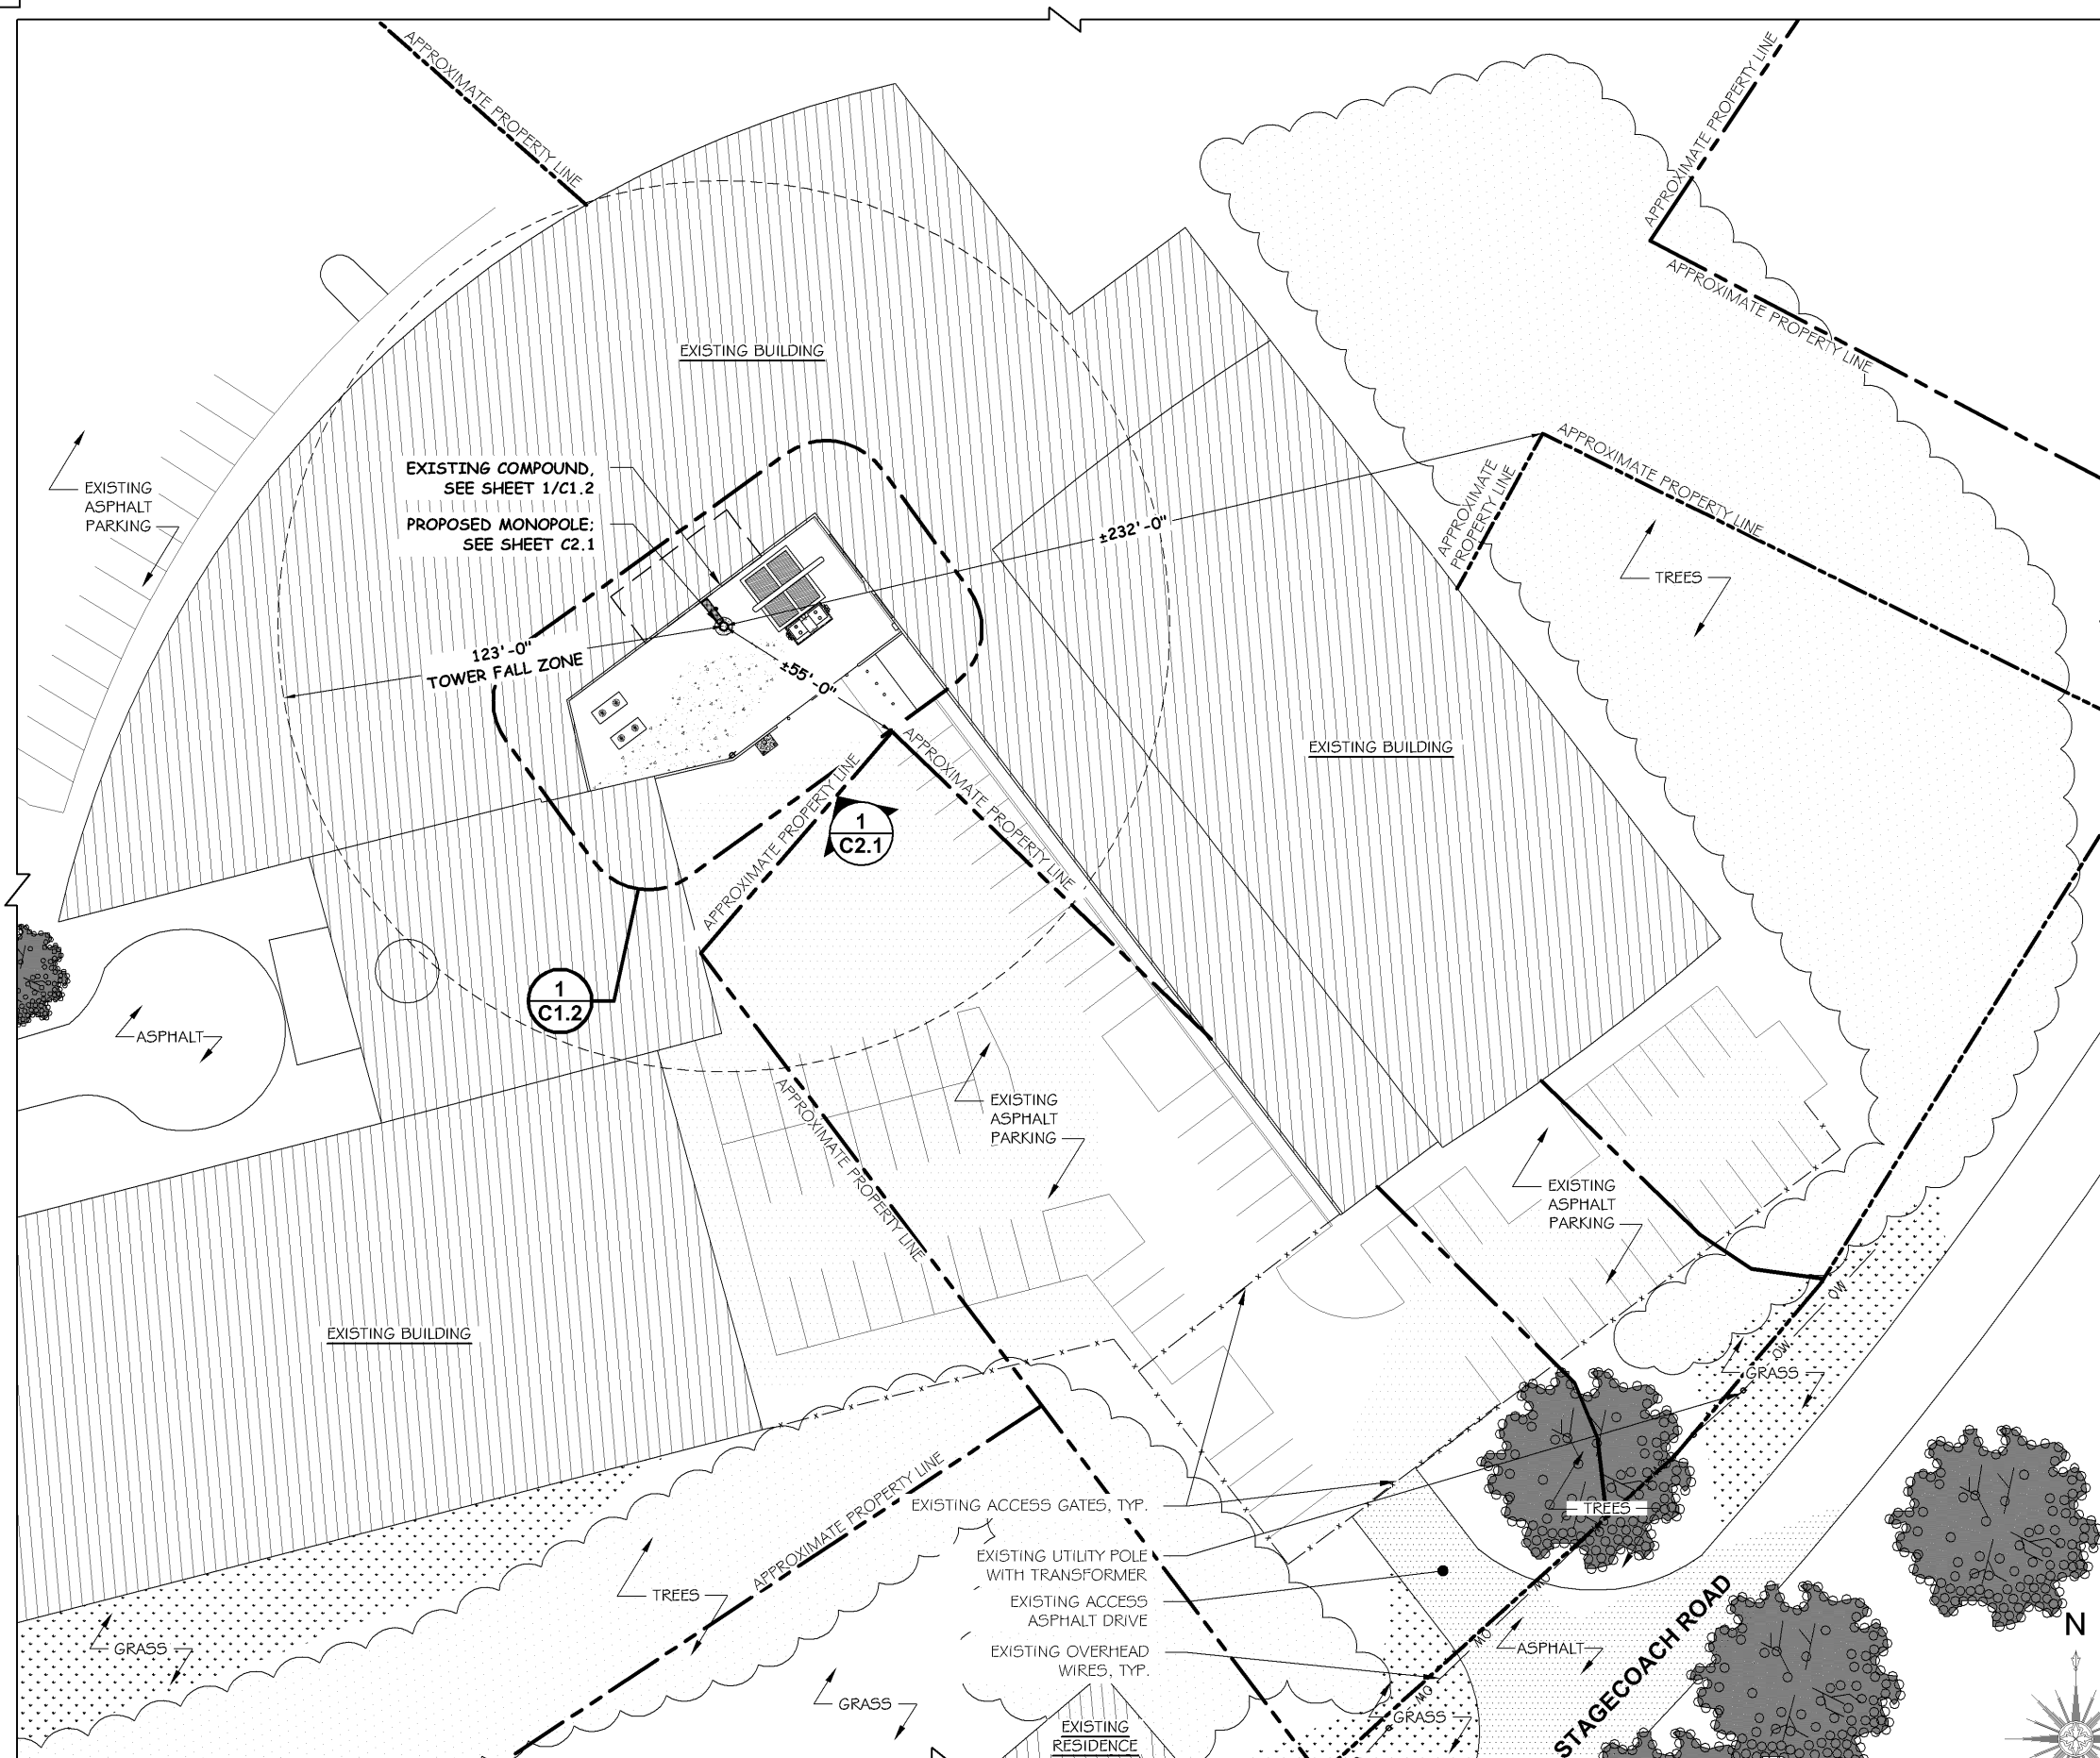 APPROXIMATE PROPERTY LINE
APPROXIMATE PROPERTY LINE
APPROXIMATE PROPERTY LINE
EXISTING BUILDING
EXISTING COMPOUND,
SEE SHEET 1/C1.2
PROPOSED MONOPOLE;
SEE SHEET C2.1
EXISTING
ASPHALT
PARKING
APPROXIMATE PROPERTY LINE
APPROXIMATE
PROPERTY LINE
±232'-0"
TREES
123'-0"
TOWER FALL ZONE
±55'-0"
EXISTING BUILDING
APPROXIMATE PROPERTY LINE
APPROXIMATE PROPERTY LINE
1
C2.1
1
C1.2
ASPHALT
APPROXIMATE PROPERTY LINE
EXISTING
ASPHALT
PARKING
EXISTING
ASPHALT
PARKING
EXISTING BUILDING
OW
OW
GRASS
APPROXIMATE PROPERTY LINE
EXISTING ACCESS GATES, TYP.
TREES
EXISTING UTILITY POLE
WITH TRANSFORMER
EXISTING ACCESS
ASPHALT DRIVE
EXISTING OVERHEAD
WIRES, TYP.
TREES
GRASS
GRASS
OW
OW
OW
ASPHALT
GRASS
STAGECOACH ROAD
EXISTING
RESIDENCE
N